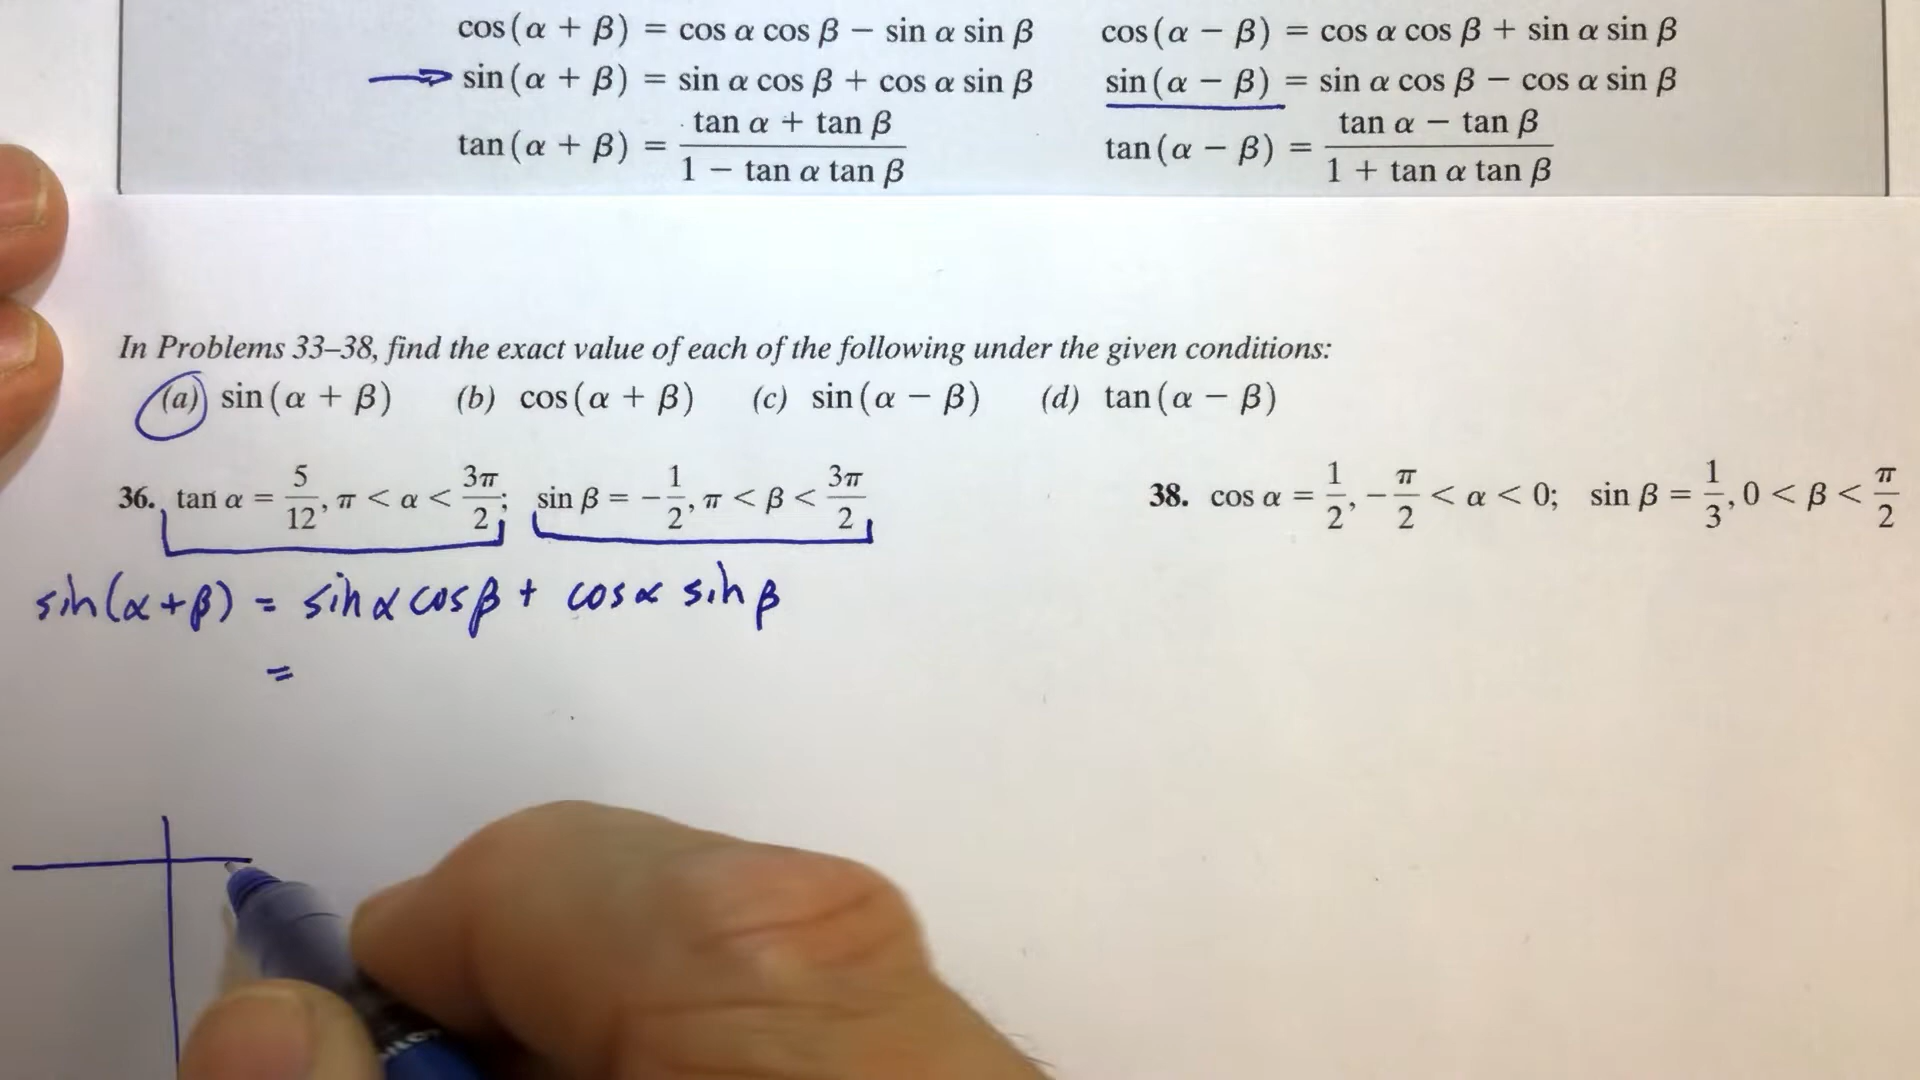 cos(α + β) = cos α cos β − sin α sin β cos(α − β) = cos α cos β + sin α sin β
sin(α + β) = sin α cos β + cos α sin β sin(α − β) = sin α cos β − cos α sin β
tan(α + β) = (tan α + tan β)/(1 − tan α tan β) tan(α − β) = (tan α − tan β)/(1 + tan α tan β)
In Problems 33–38, find the exact value of each of the following under the given conditions:
(a) sin(α + β) (b) cos(α + β) (c) sin(α − β) (d) tan(α − β)
36. tan α = 5/12, π < α < 3π/2; sin β = −1/2, π < β < 3π/2 38. cos α = 1/2, −π/2 < α < 0; sin β = 1/3, 0 < β < π/2
sin(α+β) = sin α cos β + cos α sin β
=